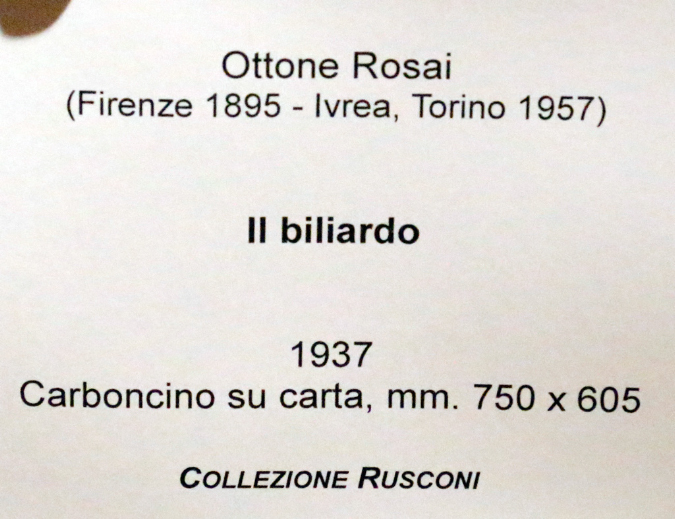 Ottone Rosai
(Firenze 1895 - Ivrea, Torino 1957)
Il biliardo
1937
Carboncino su carta, mm. 750 x 605
COLLEZIONE RUSCONI